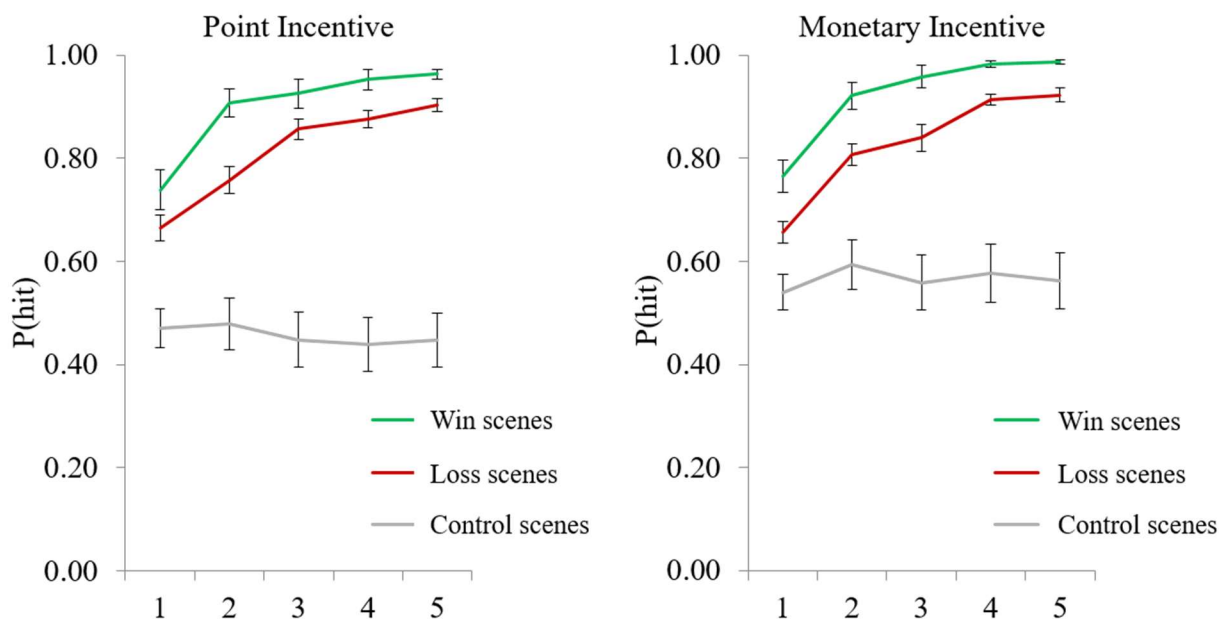 Point Incentive
P(hit)
1.00
0.80
0.60
0.40
0.20
0.00
1 2 3 4 5
Win scenes
Loss scenes
Control scenes
Monetary Incentive
P(hit)
1.00
0.80
0.60
0.40
0.20
0.00
1 2 3 4 5
Win scenes
Loss scenes
Control scenes